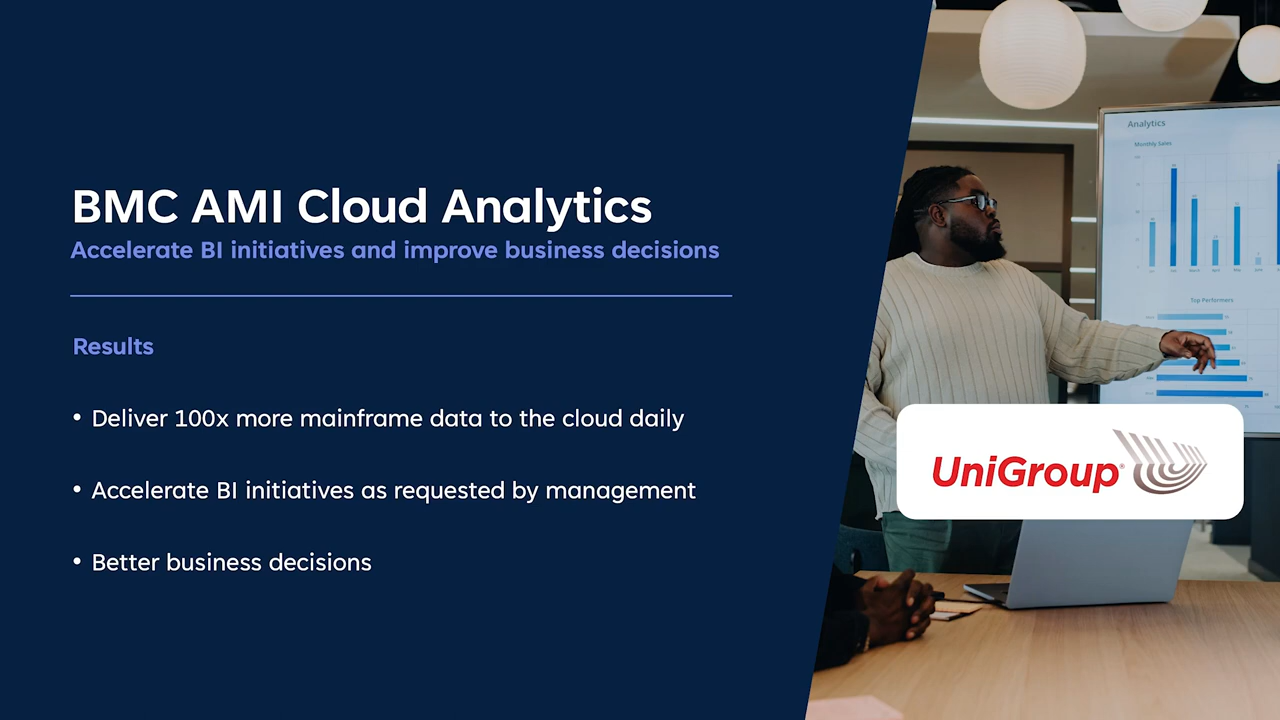 BMC AMI Cloud Analytics
Accelerate BI initiatives and improve business decisions
Results
• Deliver 100x more mainframe data to the cloud daily
• Accelerate BI initiatives as requested by management
• Better business decisions
Analytics
Monthly Sales
Top Performers
UniGroup®